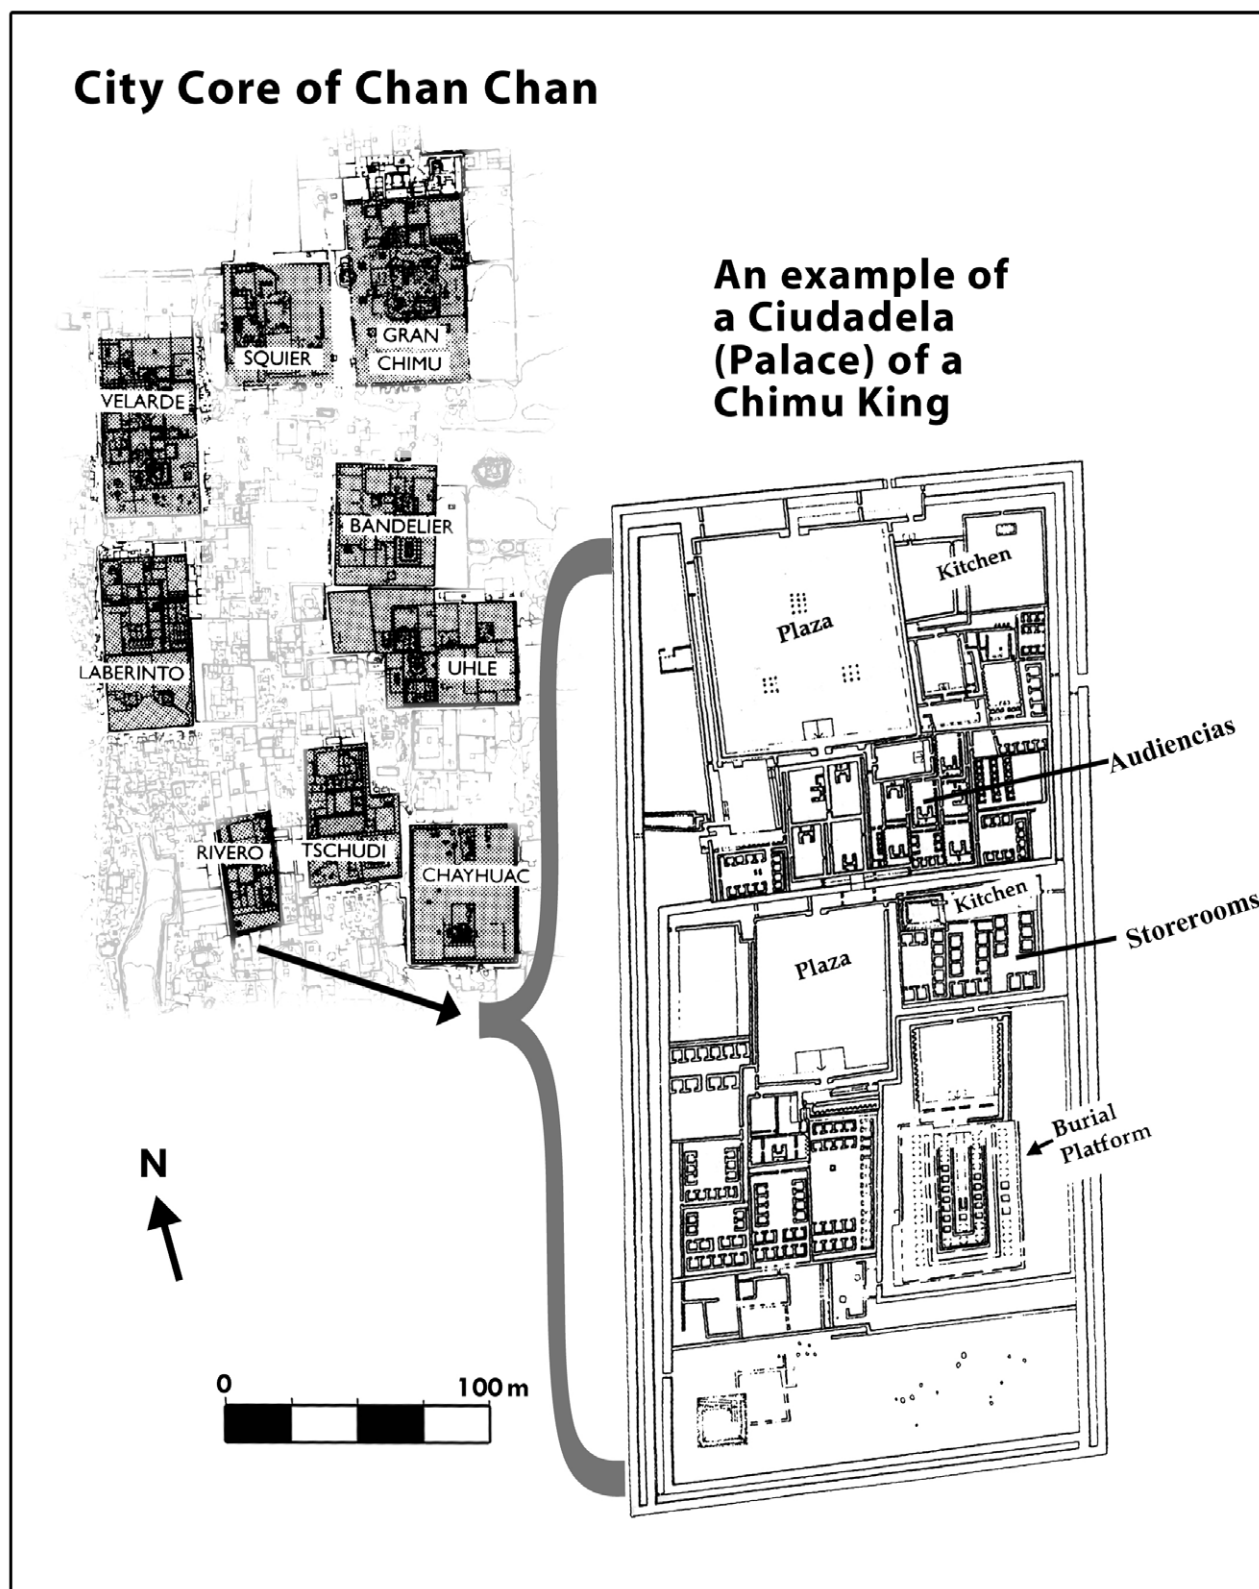 City Core of Chan Chan
GRAN
CHIMU
SQUIER
VELARDE
BANDELIER
LABERINTO
UHLE
RIVERO
TSCHUDI
CHAYHUAC
N
0
100 m
An example of
a Ciudadela
(Palace) of a
Chimu King
Kitchen
Plaza
Audiencias
Kitchen
Storerooms
Plaza
Burial
Platform